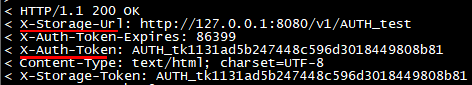 < HTTP/1.1 200 OK
< X-Storage-Url: http://127.0.0.1:8080/v1/AUTH_test
< X-Auth-Token-Expires: 86399
< X-Auth-Token: AUTH_tk1131ad5b247448c596d3018449808b81
< Content-Type: text/html; charset=UTF-8
< X-Storage-Token: AUTH_tk1131ad5b247448c596d3018449808b81